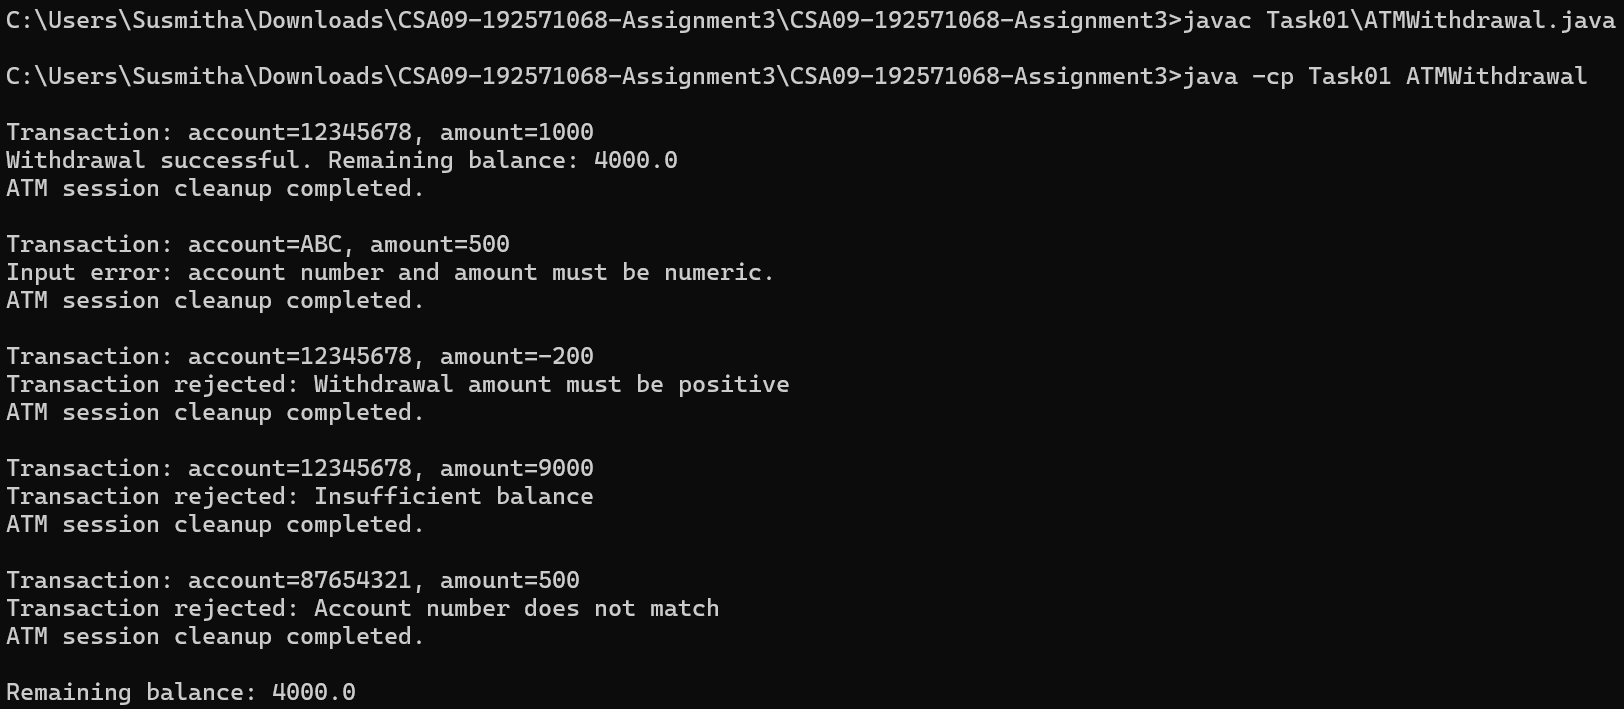 C:\Users\Susmitha\Downloads\CSA09-192571068-Assignment3\CSA09-192571068-Assignment3>javac Task01\ATMWithdrawal.java
C:\Users\Susmitha\Downloads\CSA09-192571068-Assignment3\CSA09-192571068-Assignment3>java -cp Task01 ATMWithdrawal
Transaction: account=12345678, amount=1000
Withdrawal successful. Remaining balance: 4000.0
ATM session cleanup completed.
Transaction: account=ABC, amount=500
Input error: account number and amount must be numeric.
ATM session cleanup completed.
Transaction: account=12345678, amount=-200
Transaction rejected: Withdrawal amount must be positive
ATM session cleanup completed.
Transaction: account=12345678, amount=9000
Transaction rejected: Insufficient balance
ATM session cleanup completed.
Transaction: account=87654321, amount=500
Transaction rejected: Account number does not match
ATM session cleanup completed.
Remaining balance: 4000.0